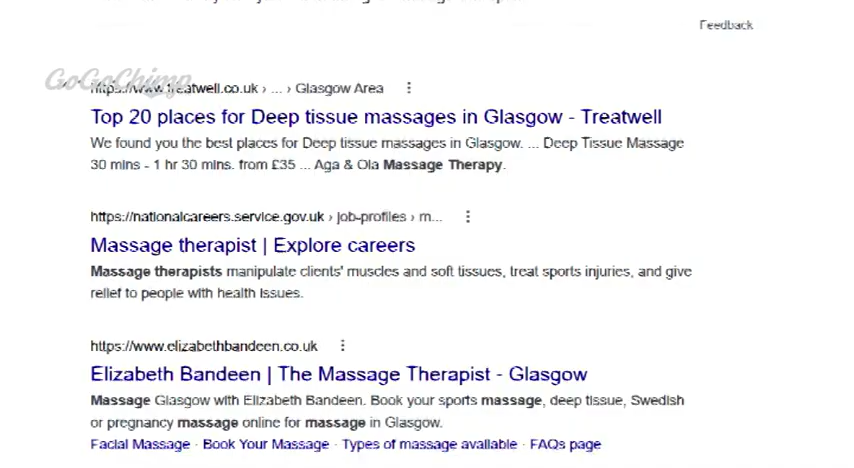 Feedback
GoGoChimp
https://www.treatwell.co.uk › ... › Glasgow Area
Top 20 places for Deep tissue massages in Glasgow - Treatwell
We found you the best places for Deep tissue massages in Glasgow. ... Deep Tissue Massage
30 mins - 1 hr 30 mins. from £35 ... Aga & Ola Massage Therapy.
https://nationalcareers.service.gov.uk › job-profiles › m...
Massage therapist | Explore careers
Massage therapists manipulate clients' muscles and soft tissues, treat sports injuries, and give
relief to people with health issues.
https://www.elizabethbandeen.co.uk
Elizabeth Bandeen | The Massage Therapist - Glasgow
Massage Glasgow with Elizabeth Bandeen. Book your sports massage, deep tissue, Swedish
or pregnancy massage online for massage in Glasgow.
Facial Massage · Book Your Massage · Types of massage available · FAQs page